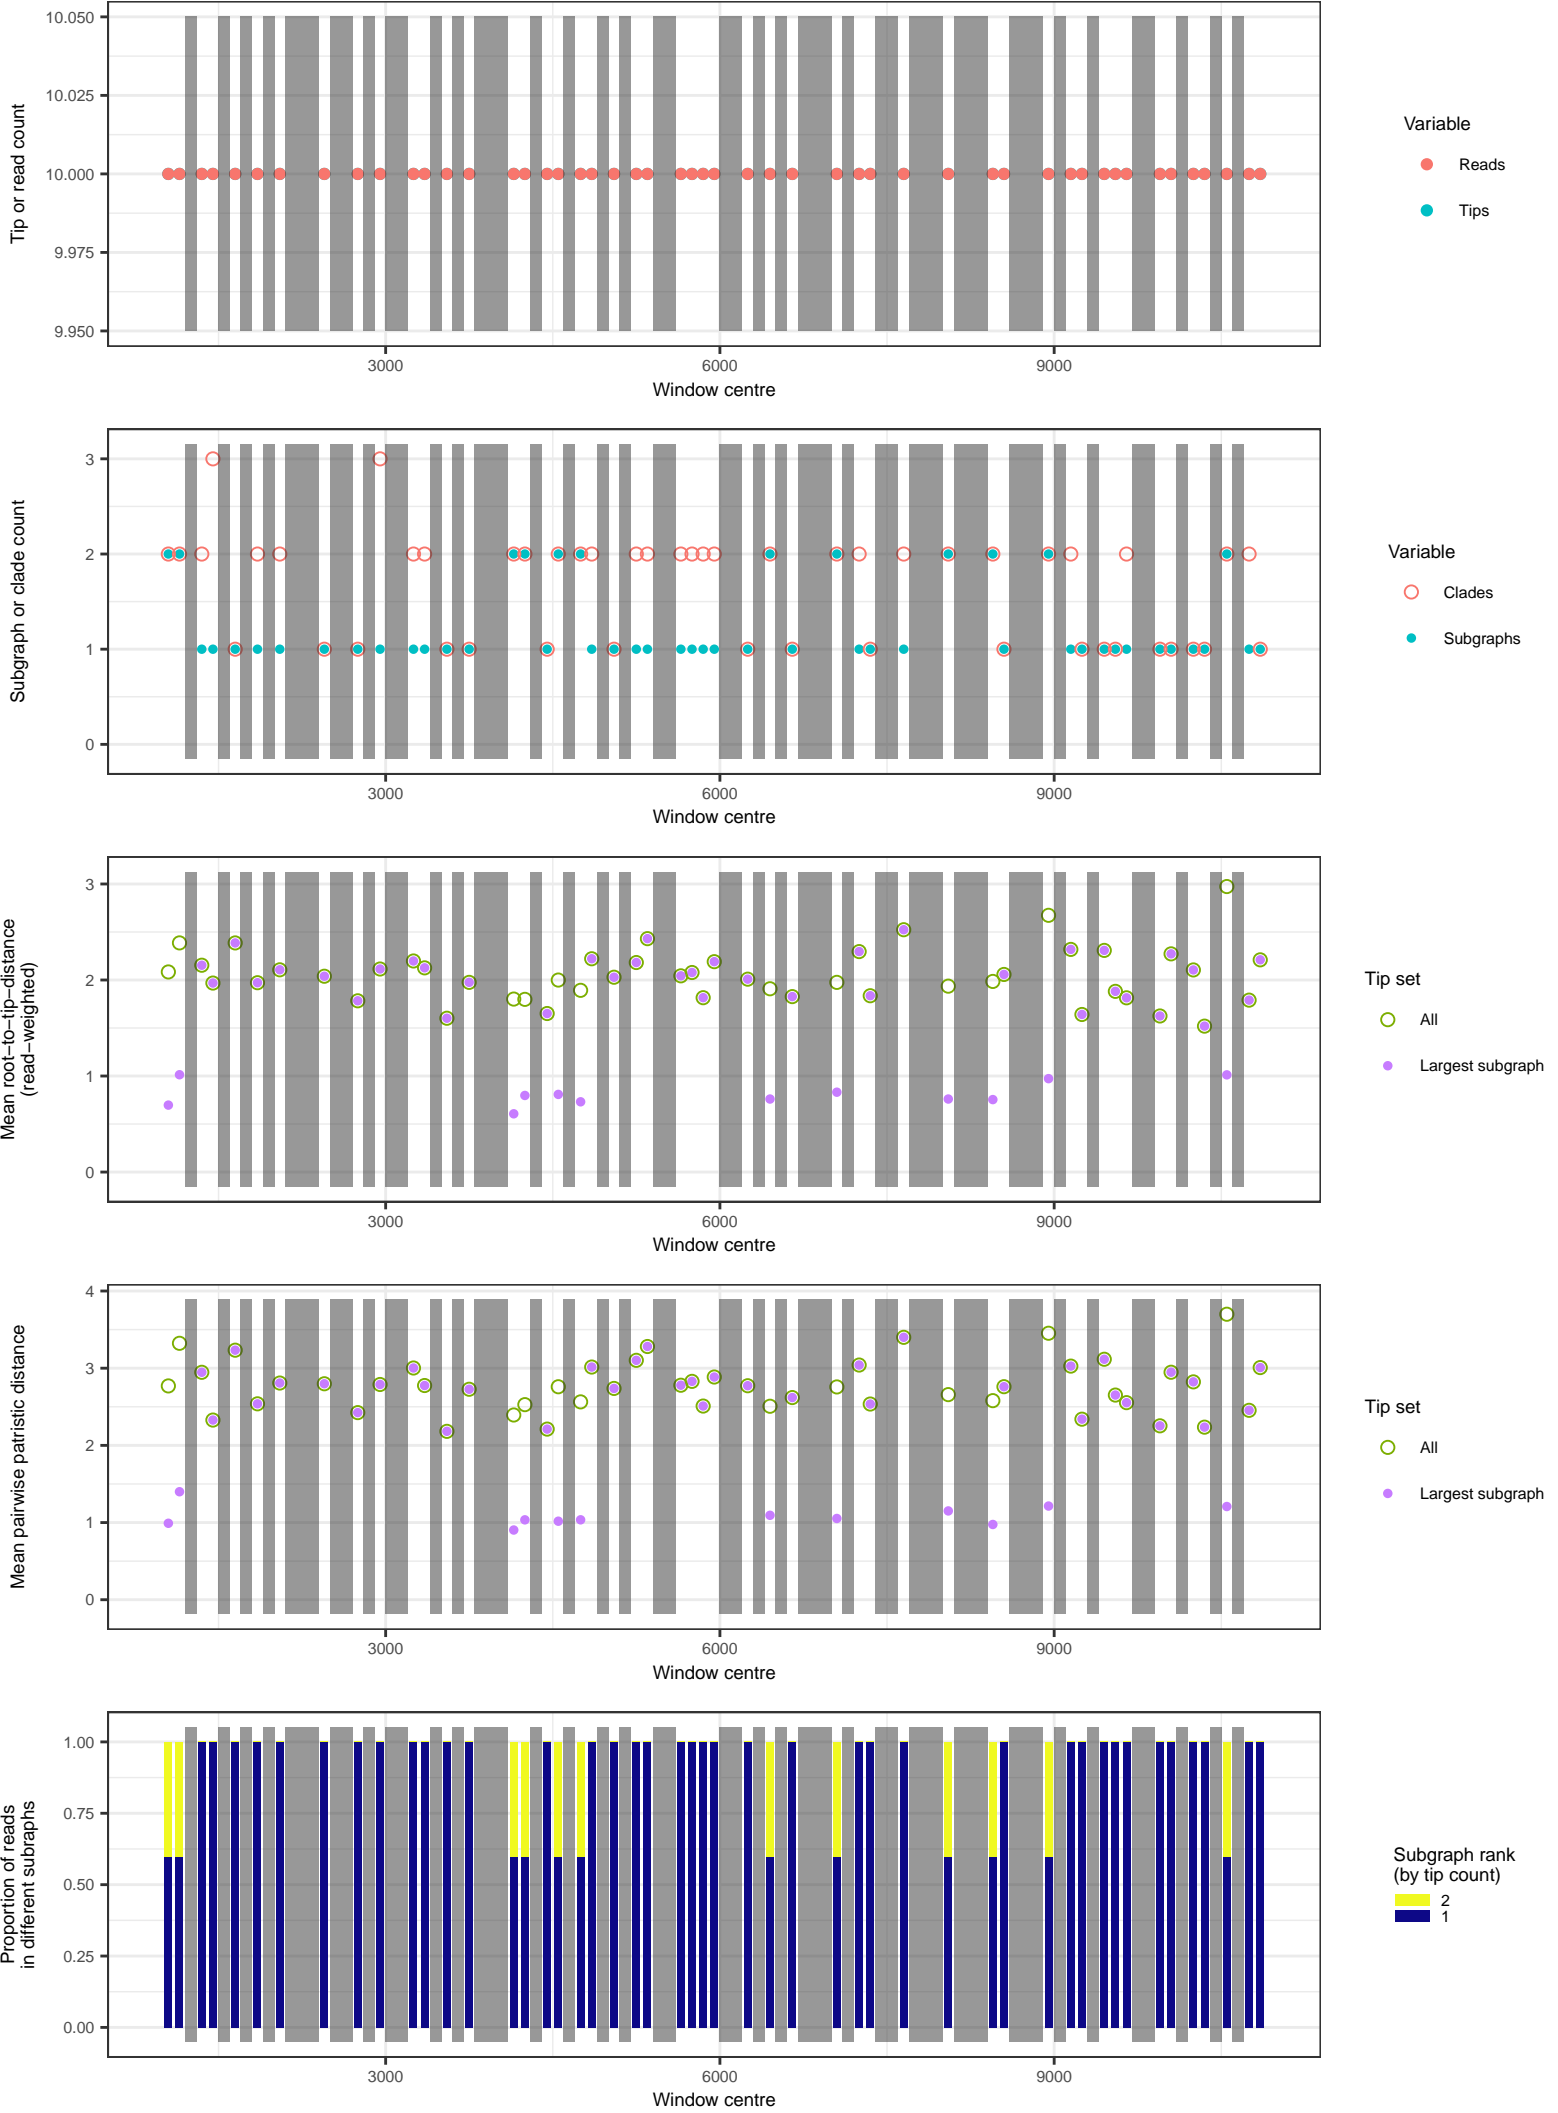 10.050
10.025
10.000
9.975
9.950
Tip or read count
3000 6000 9000
Window centre
Variable
Reads
Tips
3
2
1
0
Subgraph or clade count
3000 6000 9000
Window centre
Variable
Clades
Subgraphs
3
2
1
0
Mean root−to−tip−distance
(read−weighted)
3000 6000 9000
Window centre
Tip set
All
Largest subgraph
4
3
2
1
0
Mean pairwise patristic distance
3000 6000 9000
Window centre
Tip set
All
Largest subgraph
1.00
0.75
0.50
0.25
0.00
Proportion of reads
in different subraphs
3000 6000 9000
Window centre
Subgraph rank
(by tip count)
2
1